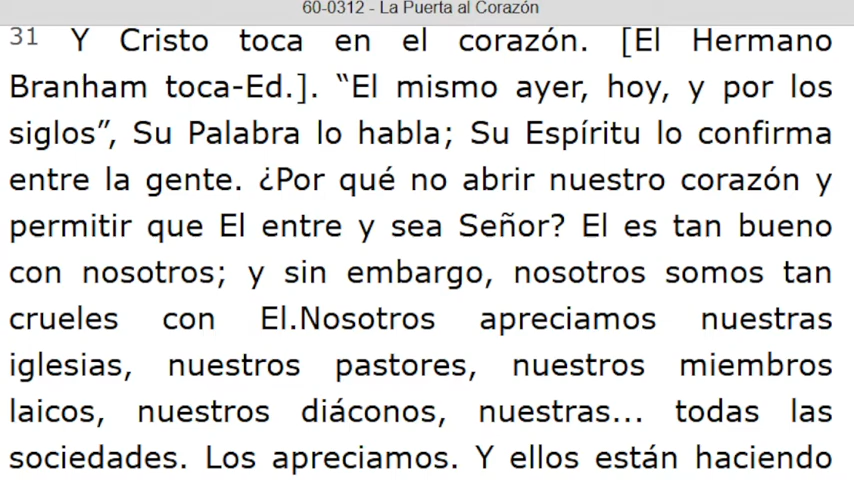 60-0312 - La Puerta al Corazón
31 Y Cristo toca en el corazón. [El Hermano
Branham toca-Ed.]. “El mismo ayer, hoy, y por los
siglos”, Su Palabra lo habla; Su Espíritu lo confirma
entre la gente. ¿Por qué no abrir nuestro corazón y
permitir que El entre y sea Señor? El es tan bueno
con nosotros; y sin embargo, nosotros somos tan
crueles con El.Nosotros apreciamos nuestras
iglesias, nuestros pastores, nuestros miembros
laicos, nuestros diáconos, nuestras... todas las
sociedades. Los apreciamos. Y ellos están haciendo